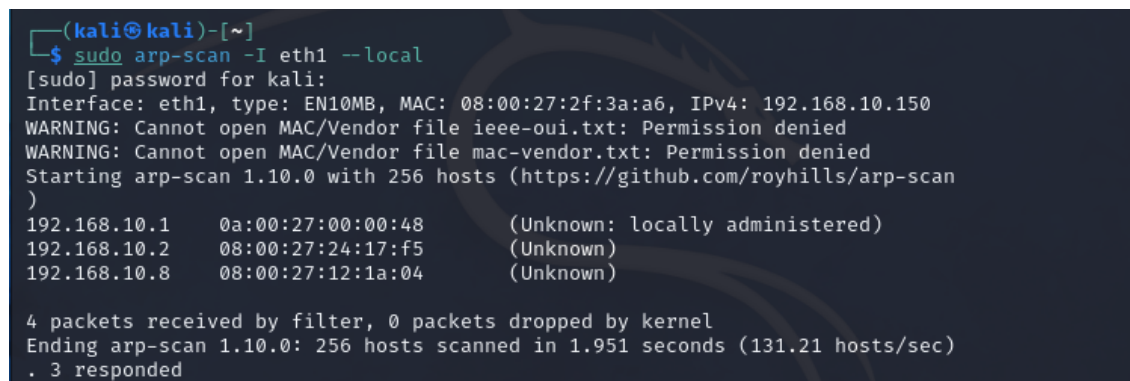 ┌──(kali㉿kali)-[~]
└─$ sudo arp-scan -I eth1 --local
[sudo] password for kali:
Interface: eth1, type: EN10MB, MAC: 08:00:27:2f:3a:a6, IPv4: 192.168.10.150
WARNING: Cannot open MAC/Vendor file ieee-oui.txt: Permission denied
WARNING: Cannot open MAC/Vendor file mac-vendor.txt: Permission denied
Starting arp-scan 1.10.0 with 256 hosts (https://github.com/royhills/arp-scan
)
192.168.10.1    0a:00:27:00:00:48       (Unknown: locally administered)
192.168.10.2    08:00:27:24:17:f5       (Unknown)
192.168.10.8    08:00:27:12:1a:04       (Unknown)
4 packets received by filter, 0 packets dropped by kernel
Ending arp-scan 1.10.0: 256 hosts scanned in 1.951 seconds (131.21 hosts/sec)
. 3 responded